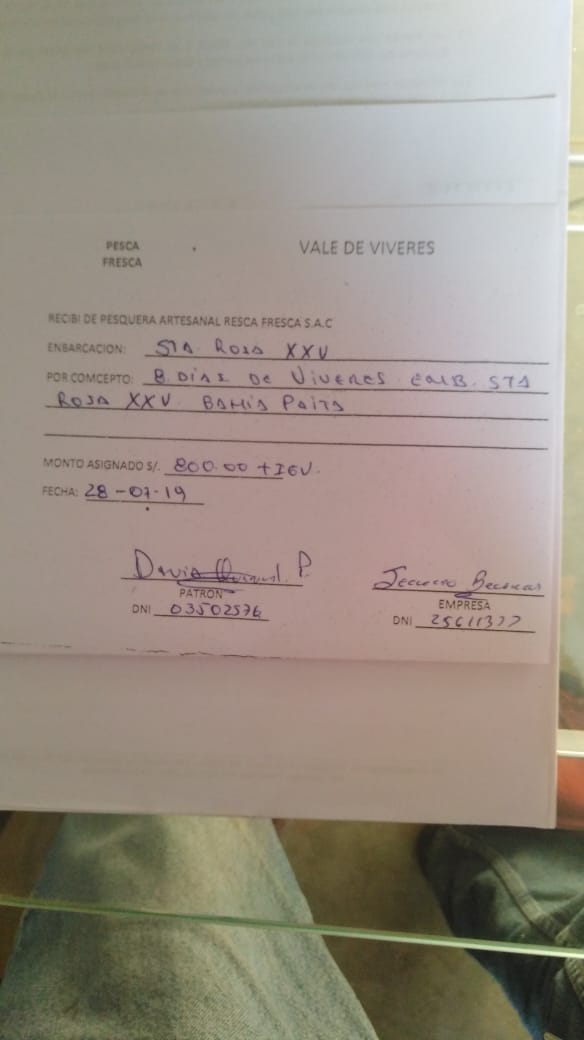 PESCA
FRESCA
VALE DE VIVERES
RECIBI DE PESQUERA ARTESANAL RESCA FRESCA S.A.C
ENBARCACION: STA. ROSA XXV
POR COMCEPTO: 8. DIAS DE VIVERES EMB. STA
ROSA XXV. BAHIA PAITA
MONTO ASIGNADO S/. 800.00 + IGV.
FECHA: 28-07-19
David P.
PATRON
DNI 03502576
EMPRESA
DNI 25611377